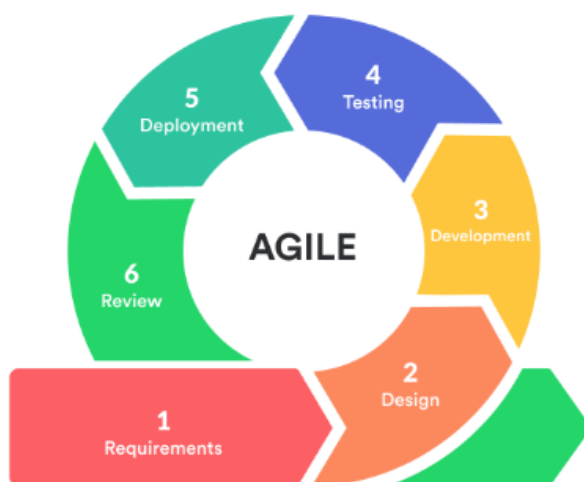 AGILE
1
Requirements
2
Design
3
Development
4
Testing
5
Deployment
6
Review